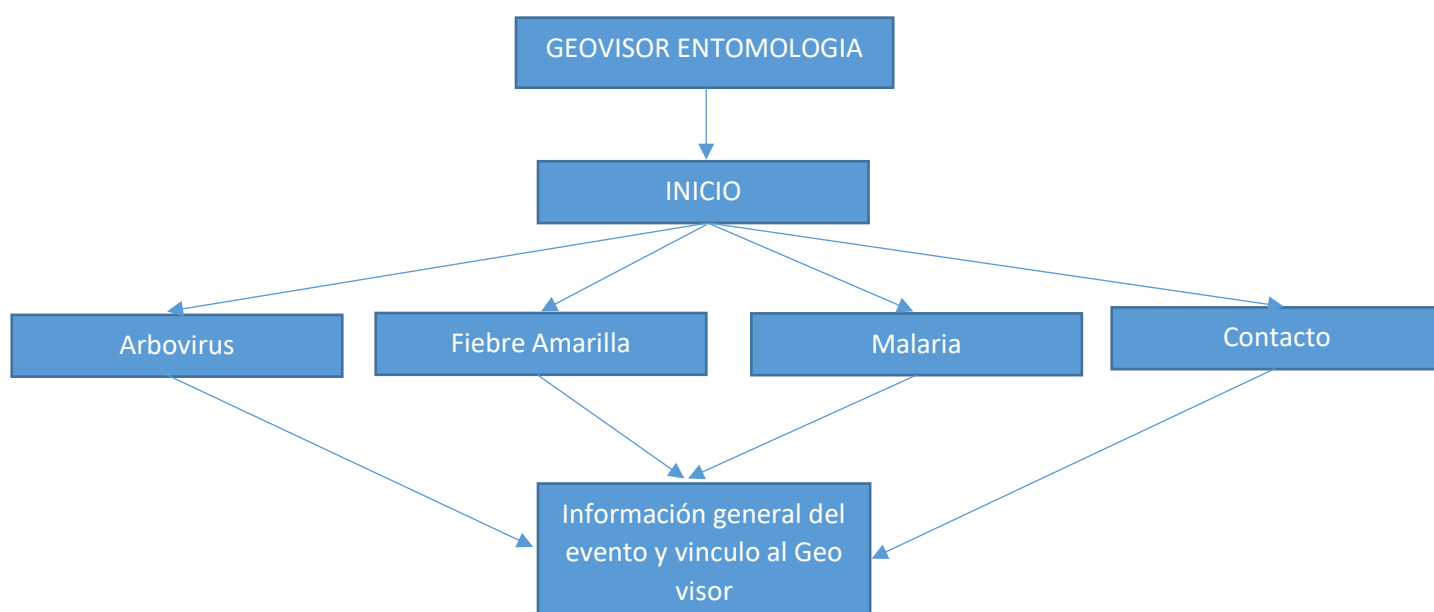 GEOVISOR ENTOMOLOGIA
INICIO
Arbovirus
Fiebre Amarilla
Malaria
Contacto
Información general del
evento y vinculo al Geo
visor